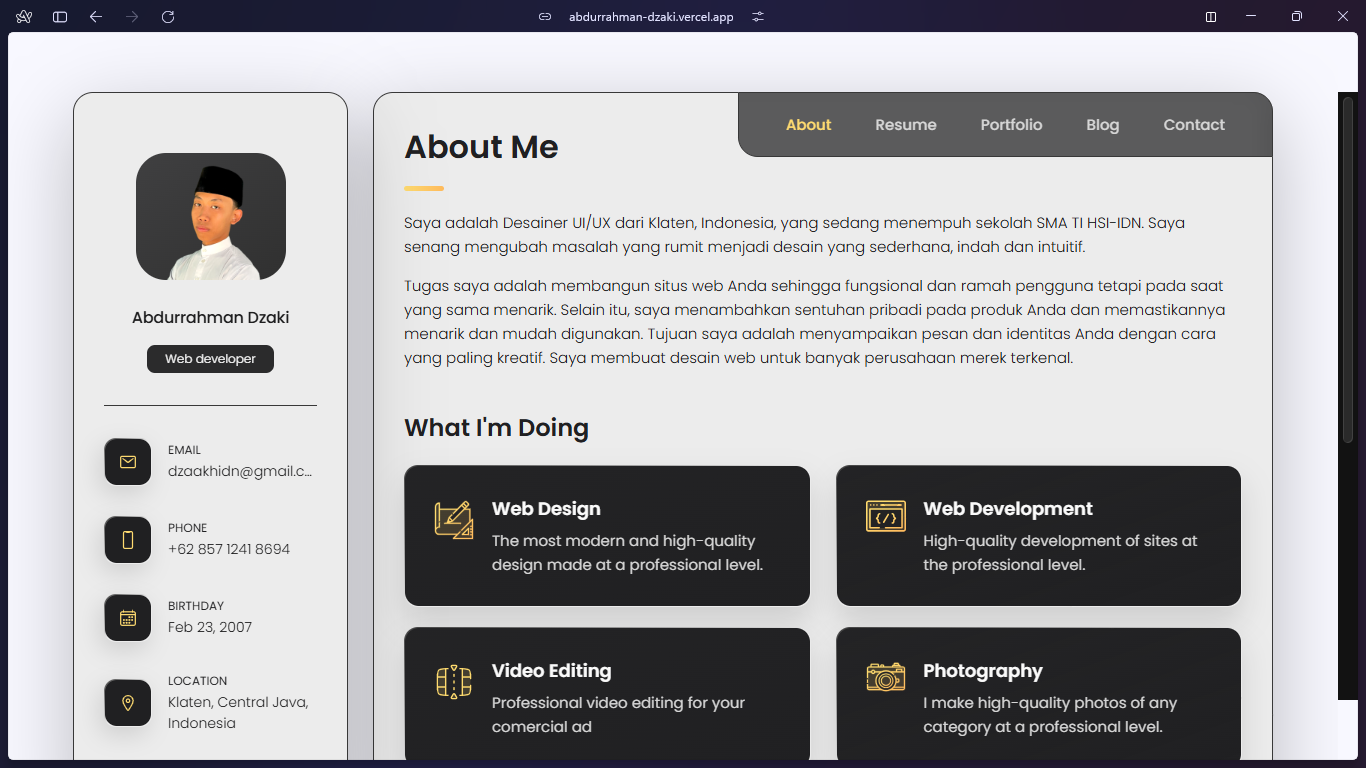 abdurrahman-dzaki.vercel.app
Abdurrahman Dzaki
Web developer
EMAIL
dzaakhidn@gmail.c...
PHONE
+62 857 1241 8694
BIRTHDAY
Feb 23, 2007
LOCATION
Klaten, Central Java,
Indonesia
About Resume Portfolio Blog Contact
About Me
Saya adalah Desainer UI/UX dari Klaten, Indonesia, yang sedang menempuh sekolah SMA TI HSI-IDN. Saya
senang mengubah masalah yang rumit menjadi desain yang sederhana, indah dan intuitif.
Tugas saya adalah membangun situs web Anda sehingga fungsional dan ramah pengguna tetapi pada saat
yang sama menarik. Selain itu, saya menambahkan sentuhan pribadi pada produk Anda dan memastikannya
menarik dan mudah digunakan. Tujuan saya adalah menyampaikan pesan dan identitas Anda dengan cara
yang paling kreatif. Saya membuat desain web untuk banyak perusahaan merek terkenal.
What I'm Doing
Web Design
The most modern and high-quality
design made at a professional level.
Web Development
High-quality development of sites at
the professional level.
Video Editing
Professional video editing for your
comercial ad
Photography
I make high-quality photos of any
category at a professional level.